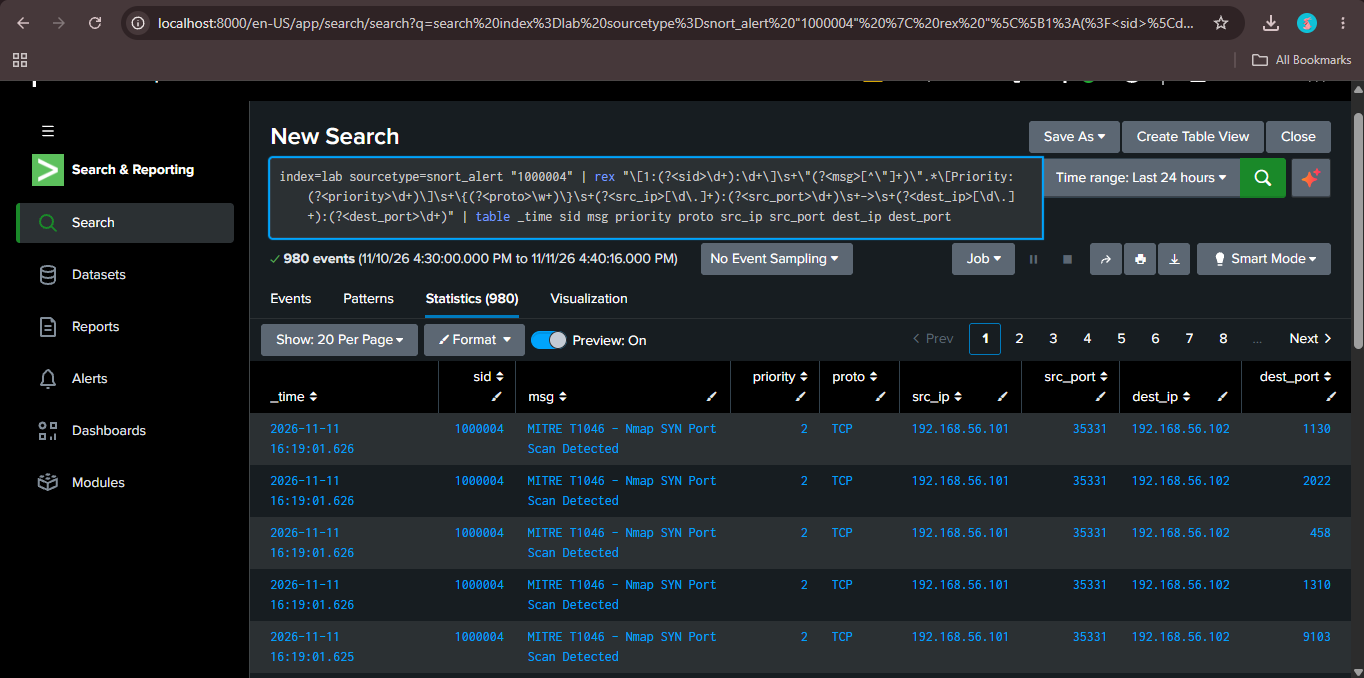 localhost:8000/en-US/app/search/search?q=search%20index%3Dlab%20sourcetype%3Dsnort_alert%20"1000004"%20%7C%20rex%20"%5C%5B1%3A(%3F<sid>%5Cd...
All Bookmarks
Search & Reporting
Search
Datasets
Reports
Alerts
Dashboards
Modules
New Search
Save As
Create Table View
Close
index=lab sourcetype=snort_alert "1000004" | rex "\[1:(?<sid>\d+):\d+\]\s+\"(?<msg>[^\"]+)\".*\[Priority:
(?<priority>\d+)\]\s+\{(?<proto>\w+)\}\s+(?<src_ip>[\d\.]+):(?<src_port>\d+)\s+->\s+(?<dest_ip>[\d\.]
+):(?<dest_port>\d+)" | table _time sid msg priority proto src_ip src_port dest_ip dest_port
Time range: Last 24 hours
980 events (11/10/26 4:30:00.000 PM to 11/11/26 4:40:16.000 PM)
No Event Sampling
Job
Smart Mode
Events
Patterns
Statistics (980)
Visualization
Show: 20 Per Page
Format
Preview: On
Prev 1 2 3 4 5 6 7 8 ... Next
_time sid msg priority proto src_ip src_port dest_ip dest_port
2026-11-11 1000004 MITRE T1046 - Nmap SYN Port 2 TCP 192.168.56.101 35331 192.168.56.102 1130
16:19:01.626 Scan Detected
2026-11-11 1000004 MITRE T1046 - Nmap SYN Port 2 TCP 192.168.56.101 35331 192.168.56.102 2022
16:19:01.626 Scan Detected
2026-11-11 1000004 MITRE T1046 - Nmap SYN Port 2 TCP 192.168.56.101 35331 192.168.56.102 458
16:19:01.626 Scan Detected
2026-11-11 1000004 MITRE T1046 - Nmap SYN Port 2 TCP 192.168.56.101 35331 192.168.56.102 1310
16:19:01.626 Scan Detected
2026-11-11 1000004 MITRE T1046 - Nmap SYN Port 2 TCP 192.168.56.101 35331 192.168.56.102 9103
16:19:01.625 Scan Detected